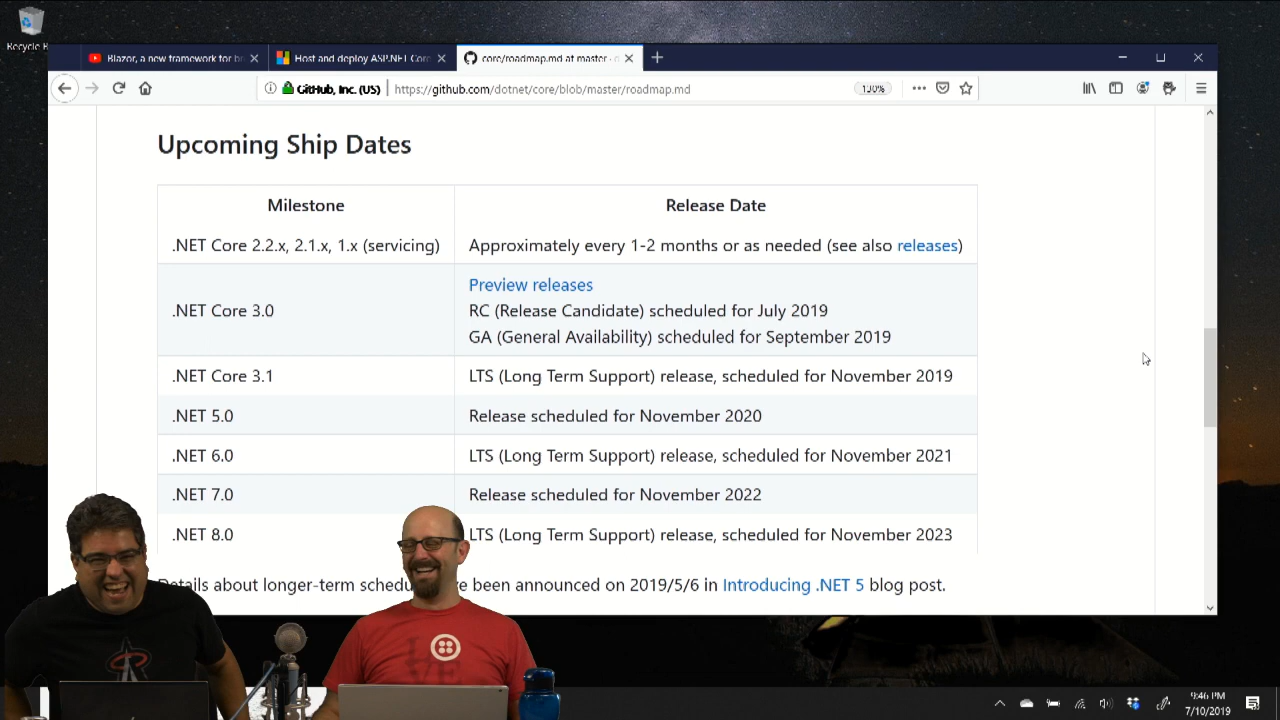 Recycle B
Blazor, a new framework for br
Host and deploy ASP.NET Core
core/roadmap.md at master ·
GitHub, Inc. (US)
https://github.com/dotnet/core/blob/master/roadmap.md
100%
Upcoming Ship Dates
Milestone
Release Date
.NET Core 2.2.x, 2.1.x, 1.x (servicing)
Approximately every 1-2 months or as needed (see also releases)
.NET Core 3.0
Preview releases
RC (Release Candidate) scheduled for July 2019
GA (General Availability) scheduled for September 2019
.NET Core 3.1
LTS (Long Term Support) release, scheduled for November 2019
.NET 5.0
Release scheduled for November 2020
.NET 6.0
LTS (Long Term Support) release, scheduled for November 2021
.NET 7.0
Release scheduled for November 2022
.NET 8.0
LTS (Long Term Support) release, scheduled for November 2023
Details about longer-term schedu ve been announced on 2019/5/6 in Introducing .NET 5 blog post.
9:46 PM
7/10/2019